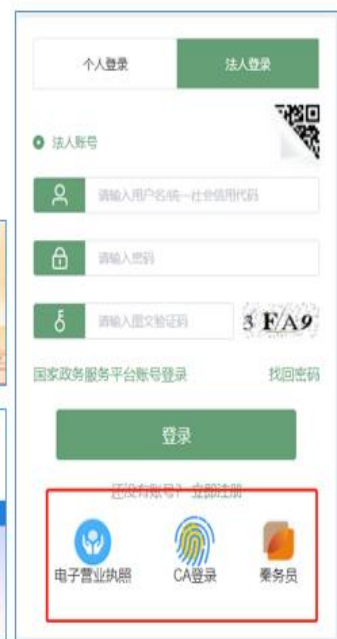 个人登录
法人登录
法人账号
请输入用户名/统一社会信用代码
请输入密码
请输入图文验证码
3 F A9
国家政务服务平台账号登录
找回密码
登录
还没有账号? 立即注册
电子营业执照
CA登录
秦务员